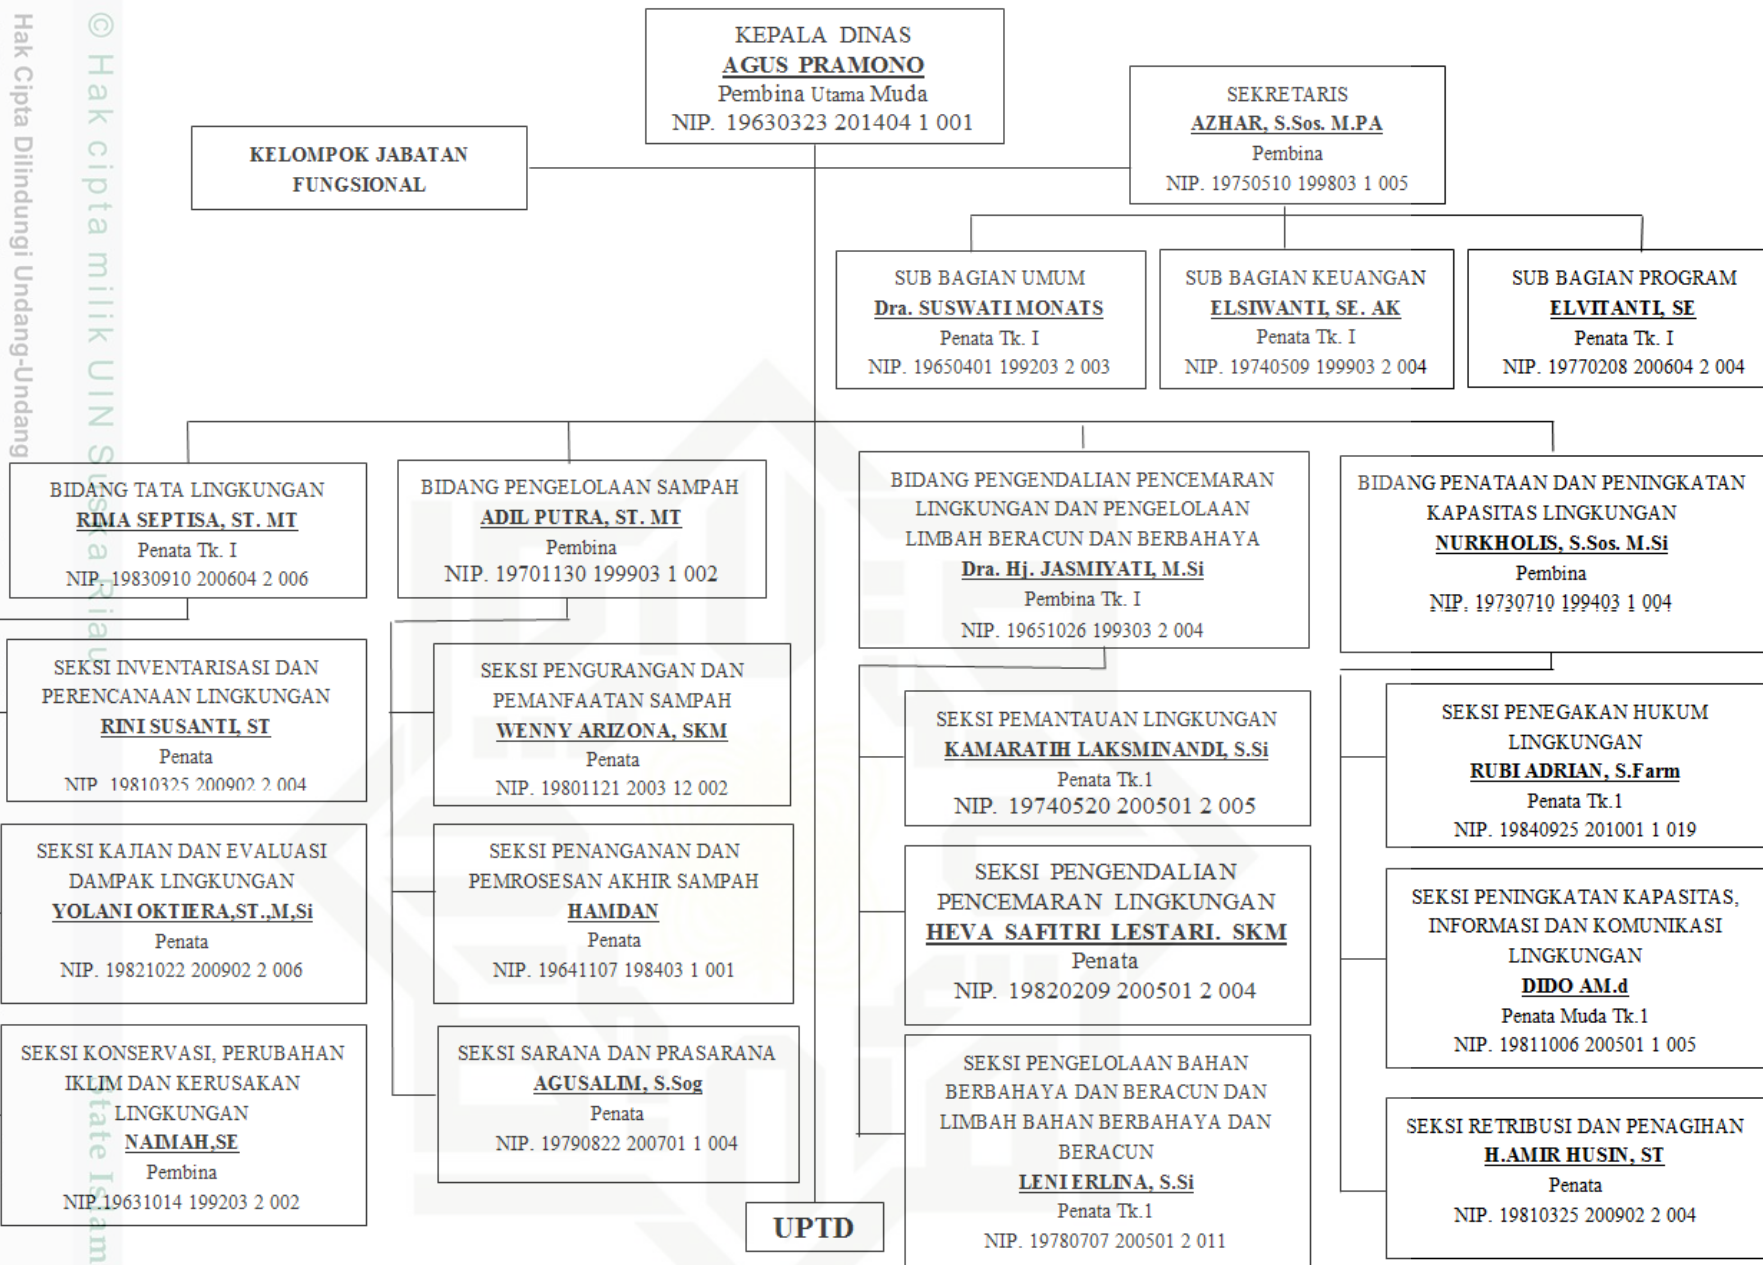 Hak Cipta Dilindungi Undang-Undang
© Hak cipta milik UIN Suska Riau
State Islam
KEPALA DINAS
AGUS PRAMONO
Pembina Utama Muda
NIP. 19630323 201404 1 001
SEKRETARIS
AZHAR, S.Sos. M.PA
Pembina
NIP. 19750510 199803 1 005
KELOMPOK JABATAN
FUNGSIONAL
SUB BAGIAN UMUM
Dra. SUSWATI MONATS
Penata Tk. I
NIP. 19650401 199203 2 003
SUB BAGIAN KEUANGAN
ELSIWANTI, SE. AK
Penata Tk. I
NIP. 19740509 199903 2 004
SUB BAGIAN PROGRAM
ELVITANTI, SE
Penata Tk. I
NIP. 19770208 200604 2 004
BIDANG TATA LINGKUNGAN
RIMA SEPTISA, ST. MT
Penata Tk. I
NIP. 19830910 200604 2 006
BIDANG PENGELOLAAN SAMPAH
ADIL PUTRA, ST. MT
Pembina
NIP. 19701130 199903 1 002
BIDANG PENGENDALIAN PENCEMARAN
LINGKUNGAN DAN PENGELOLAAN
LIMBAH BERACUN DAN BERBAHAYA
Dra. Hj. JASMIYATI, M.Si
Pembina Tk. I
NIP. 19651026 199303 2 004
BIDANG PENATAAN DAN PENINGKATAN
KAPASITAS LINGKUNGAN
NURKHOLIS, S.Sos. M.Si
Pembina
NIP. 19730710 199403 1 004
SEKSI INVENTARISASI DAN
PERENCANAAN LINGKUNGAN
RINI SUSANTI, ST
Penata
NIP 19810325 200902 2 004
SEKSI KAJIAN DAN EVALUASI
DAMPAK LINGKUNGAN
YOLANI OKTIERA,ST.,M,Si
Penata
NIP. 19821022 200902 2 006
SEKSI KONSERVASI, PERUBAHAN
IKLIM DAN KERUSAKAN
LINGKUNGAN
NAIMAH,SE
Pembina
NIP.19631014 199203 2 002
SEKSI PENGURANGAN DAN
PEMANFAATAN SAMPAH
WENNY ARIZONA, SKM
Penata
NIP. 19801121 2003 12 002
SEKSI PENANGANAN DAN
PEMROSESAN AKHIR SAMPAH
HAMDAN
Penata
NIP. 19641107 198403 1 001
SEKSI SARANA DAN PRASARANA
AGUSALIM, S.Sog
Penata
NIP. 19790822 200701 1 004
SEKSI PEMANTAUAN LINGKUNGAN
KAMARATIH LAKSMINANDI, S.Si
Penata Tk.1
NIP. 19740520 200501 2 005
SEKSI PENGENDALIAN
PENCEMARAN LINGKUNGAN
HEVA SAFITRI LESTARI. SKM
Penata
NIP. 19820209 200501 2 004
SEKSI PENGELOLAAN BAHAN
BERBAHAYA DAN BERACUN DAN
LIMBAH BAHAN BERBAHAYA DAN
BERACUN
LENI ERLINA, S.Si
Penata Tk.1
NIP. 19780707 200501 2 011
SEKSI PENEGAKAN HUKUM
LINGKUNGAN
RUBI ADRIAN, S.Farm
Penata Tk.1
NIP. 19840925 201001 1 019
SEKSI PENINGKATAN KAPASITAS,
INFORMASI DAN KOMUNIKASI
LINGKUNGAN
DIDO AM.d
Penata Muda Tk.1
NIP. 19811006 200501 1 005
SEKSI RETRIBUSI DAN PENAGIHAN
H.AMIR HUSIN, ST
Penata
NIP. 19810325 200902 2 004
UPTD